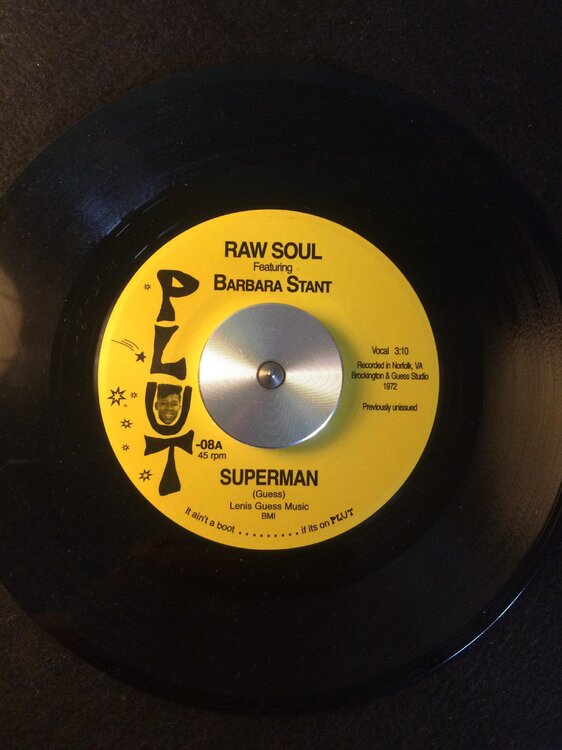 RAW SOUL
Featuring
BARBARA STANT
PLUT
Vocal 3:10
Recorded in Norfolk, VA
Brockington & Guess Studio
1972
Previously unissued
-08A
45 rpm
SUPERMAN
(Guess)
Lenis Guess Music
BMI
It ain't a boot .......... if its on PLUT